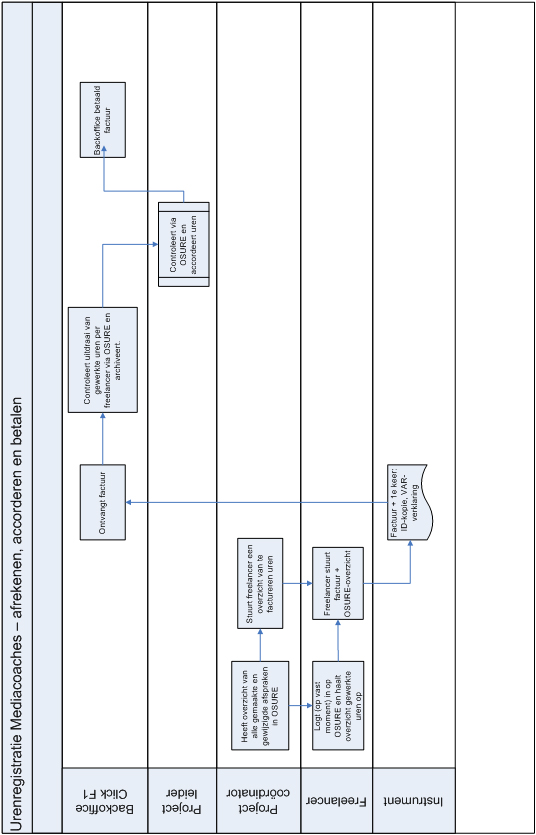 Urenregistratie Mediacoaches – afrekenen, accorderen en betalen
Backoffice
Click F1
Ontvangt factuur
Controleert uitdraai van
gewerkte uren per
freelancer via OSURE en
archiveert.
Backoffice betaald
factuur
Project
leider
Controleert via
OSURE en
accordeert uren
Project
coördinator
Heeft overzicht van
alle gemaakte en
gewijzigde afspraken
in OSURE
Stuurt freelancer een
overzicht van te
factureren uren
Freelancer
Logt (op vast
moment) in op
OSURE en haalt
overzicht gewerkte
uren op
Freelancer stuurt
factuur +
OSURE-overzicht
Instrument
Factuur + 1e keer:
ID-kopie, VAR-
verklaring